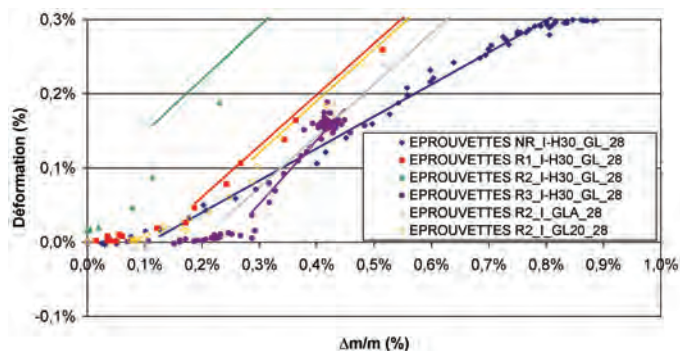 0,3%
0,2%
0,1%
0,0%
-0,1%
Déformation (%)
EPROUVETTES NR_I-H30_GL_28
EPROUVETTES R1_I-H30_GL_28
EPROUVETTES R2_I-H30_GL_28
EPROUVETTES R3_I-H30_GL_28
EPROUVETTES R2_I_GLA_28
EPROUVETTES R2_I_GL20_28
0,0% 0,1% 0,2% 0,3% 0,4% 0,5% 0,6% 0,7% 0,8% 0,9% 1,0%
Δm/m (%)